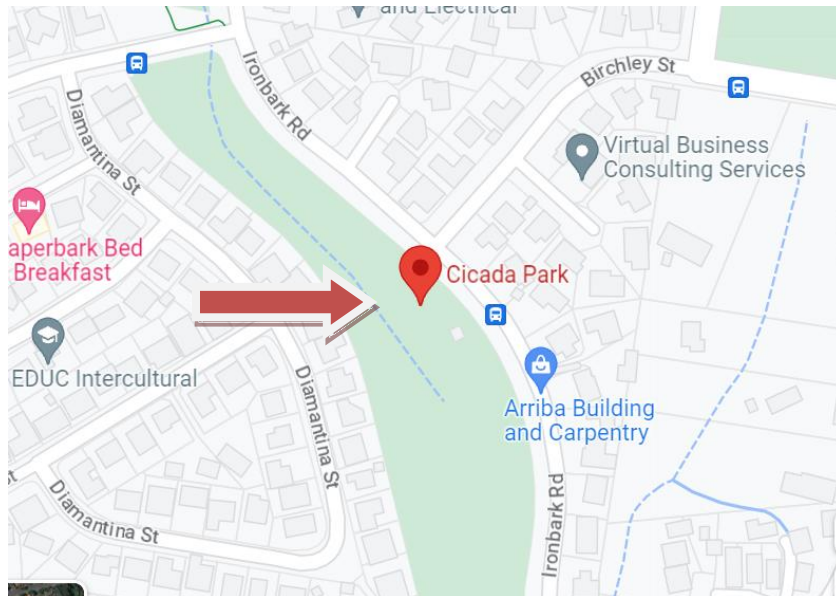 and Electrical
Ironbark Rd
Birchley St
Diamantina St
Virtual Business
Consulting Services
aperbark Bed
Breakfast
Cicada Park
EDUC Intercultural
Diamantina St
Arriba Building
and Carpentry
Diamantina St
Ironbark Rd